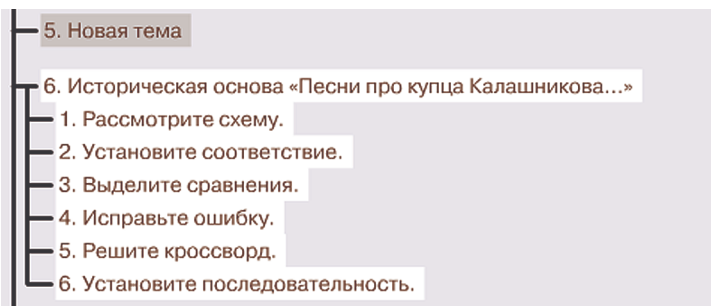 5. Новая тема
6. Историческая основа «Песни про купца Калашникова...»
1. Рассмотрите схему.
2. Установите соответствие.
3. Выделите сравнения.
4. Исправьте ошибку.
5. Решите кроссворд.
6. Установите последовательность.